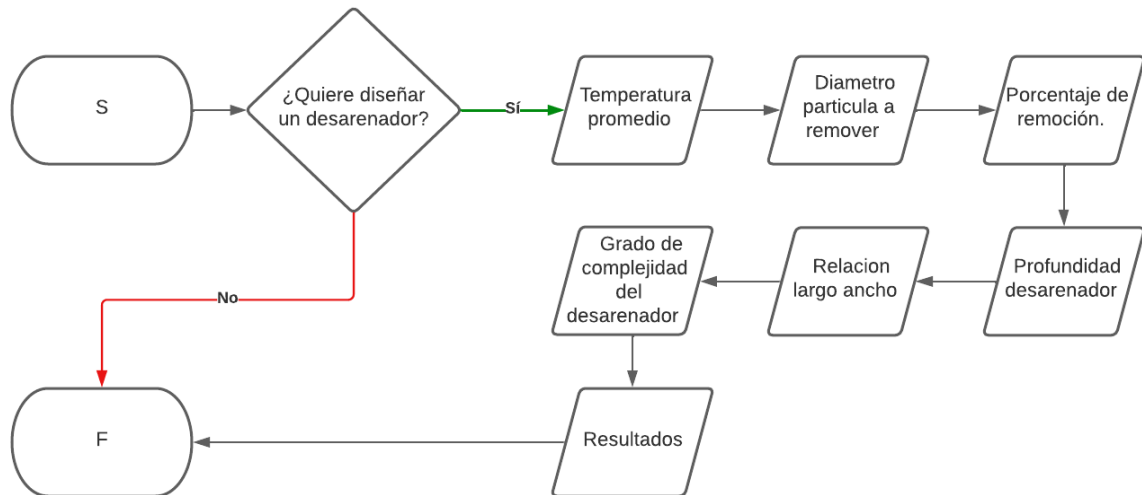 S
¿Quiere diseñar
un desarenador?
Sí
Temperatura
promedio
Diametro
particula a
remover
Porcentaje de
remoción.
Profundidad
desarenador
Relacion
largo ancho
Grado de
complejidad
del
desarenador
No
Resultados
F